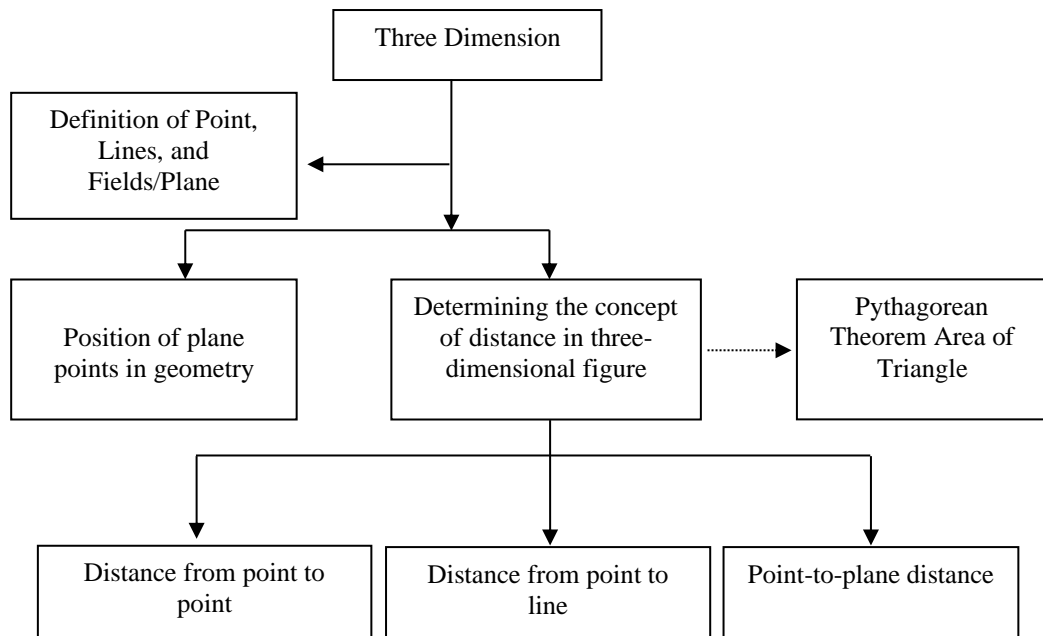 Three Dimension
Definition of Point,
Lines, and
Fields/Plane
Position of plane
points in geometry
Determining the concept
of distance in three-
dimensional figure
Pythagorean
Theorem Area of
Triangle
Distance from point to
point
Distance from point to
line
Point-to-plane distance